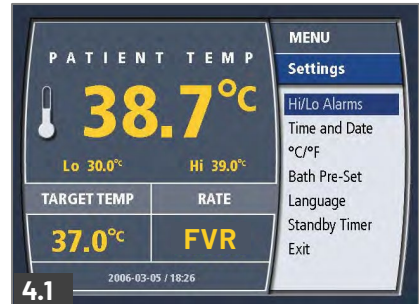 PATIENT TEMP
38.7°C
Lo 30.0°C Hi 39.0°C
TARGET TEMP RATE
37.0°C FVR
2006-03-05 / 18:26
MENU
Settings
Hi/Lo Alarms
Time and Date
°C/°F
Bath Pre-Set
Language
Standby Timer
Exit
4.1